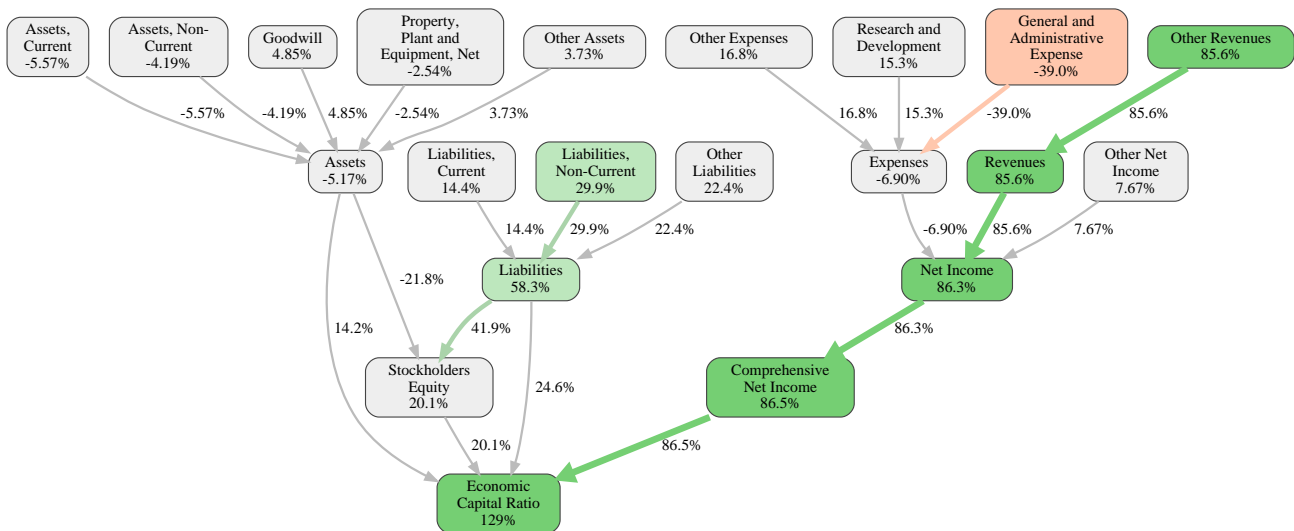 Assets,
Current
-5.57%
Assets, Non-
Current
-4.19%
Goodwill
4.85%
Property,
Plant and
Equipment, Net
-2.54%
Other Assets
3.73%
Other Expenses
16.8%
Research and
Development
15.3%
General and
Administrative
Expense
-39.0%
Other Revenues
85.6%
-5.57%
-4.19%
4.85%
-2.54%
3.73%
16.8%
15.3%
-39.0%
85.6%
Assets
-5.17%
Liabilities,
Current
14.4%
Liabilities,
Non-Current
29.9%
Other
Liabilities
22.4%
Expenses
-6.90%
Revenues
85.6%
Other Net
Income
7.67%
14.4%
29.9%
22.4%
-6.90%
85.6%
7.67%
Liabilities
58.3%
Net Income
86.3%
-21.8%
14.2%
41.9%
86.3%
Stockholders
Equity
20.1%
24.6%
Comprehensive
Net Income
86.5%
20.1%
86.5%
Economic
Capital Ratio
129%